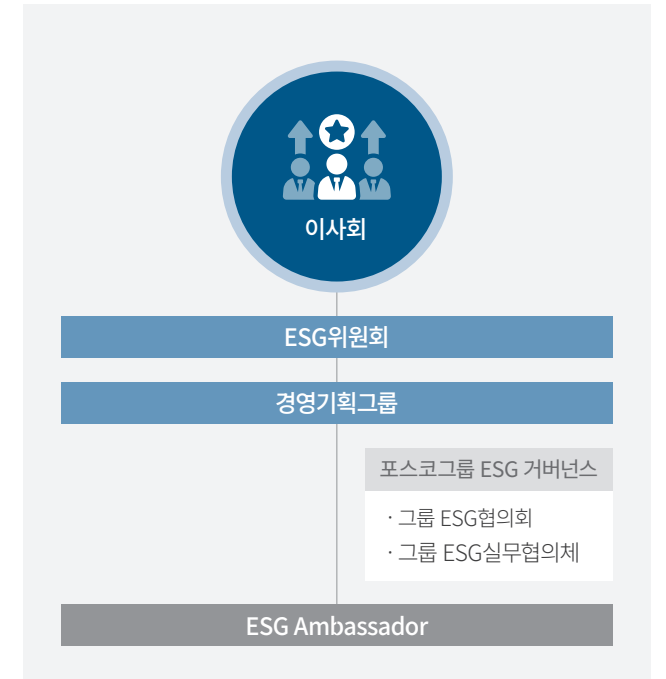 이사회
ESG위원회
경영기획그룹
포스코그룹 ESG 거버넌스
· 그룹 ESG협의회
· 그룹 ESG실무협의체
ESG Ambassador